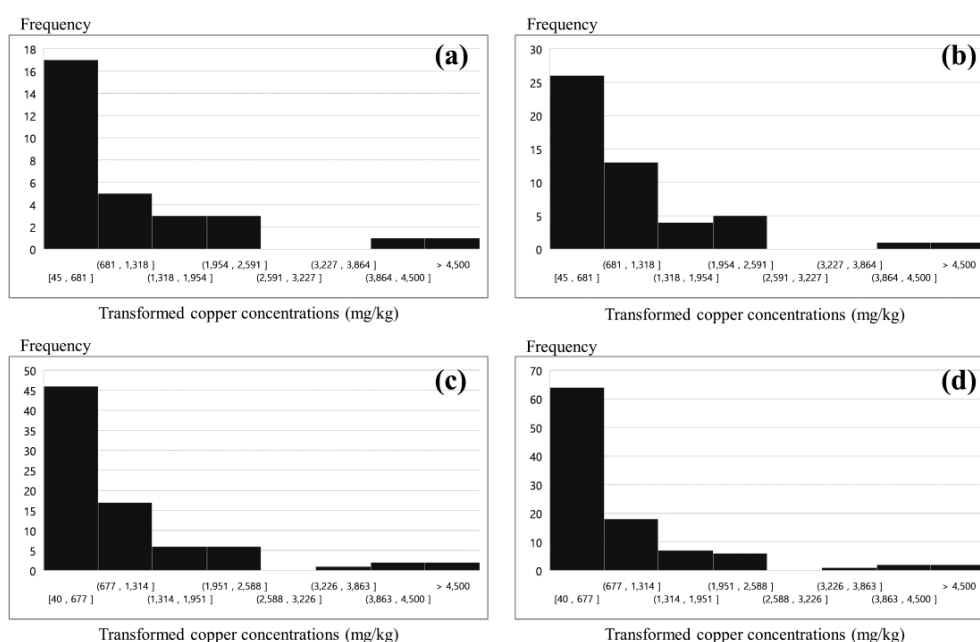 Frequency
(a)
18
16
14
12
10
8
6
4
2
0
(681 , 1,318 ] (1,954 , 2,591 ] (3,227 , 3,864 ] > 4,500
[45 , 681 ] (1,318 , 1,954 ] (2,591 , 3,227 ] (3,864 , 4,500 ]
Transformed copper concentrations (mg/kg)
Frequency
(b)
30
25
20
15
10
5
0
(681 , 1,318 ] (1,954 , 2,591 ] (3,227 , 3,864 ] > 4,500
[45 , 681 ] (1,318 , 1,954 ] (2,591 , 3,227 ] (3,864 , 4,500 ]
Transformed copper concentrations (mg/kg)
Frequency
(c)
50
45
40
35
30
25
20
15
10
5
0
(677 , 1,314 ] (1,951 , 2,588 ] (3,226 , 3,863 ] > 4,500
[40 , 677 ] (1,314 , 1,951 ] (2,588 , 3,226 ] (3,863 , 4,500 ]
Transformed copper concentrations (mg/kg)
Frequency
(d)
70
60
50
40
30
20
10
0
(677 , 1,314 ] (1,951 , 2,588 ] (3,226 , 3,863 ] > 4,500
[40 , 677 ] (1,314 , 1,951 ] (2,588 , 3,226 ] (3,863 , 4,500 ]
Transformed copper concentrations (mg/kg)